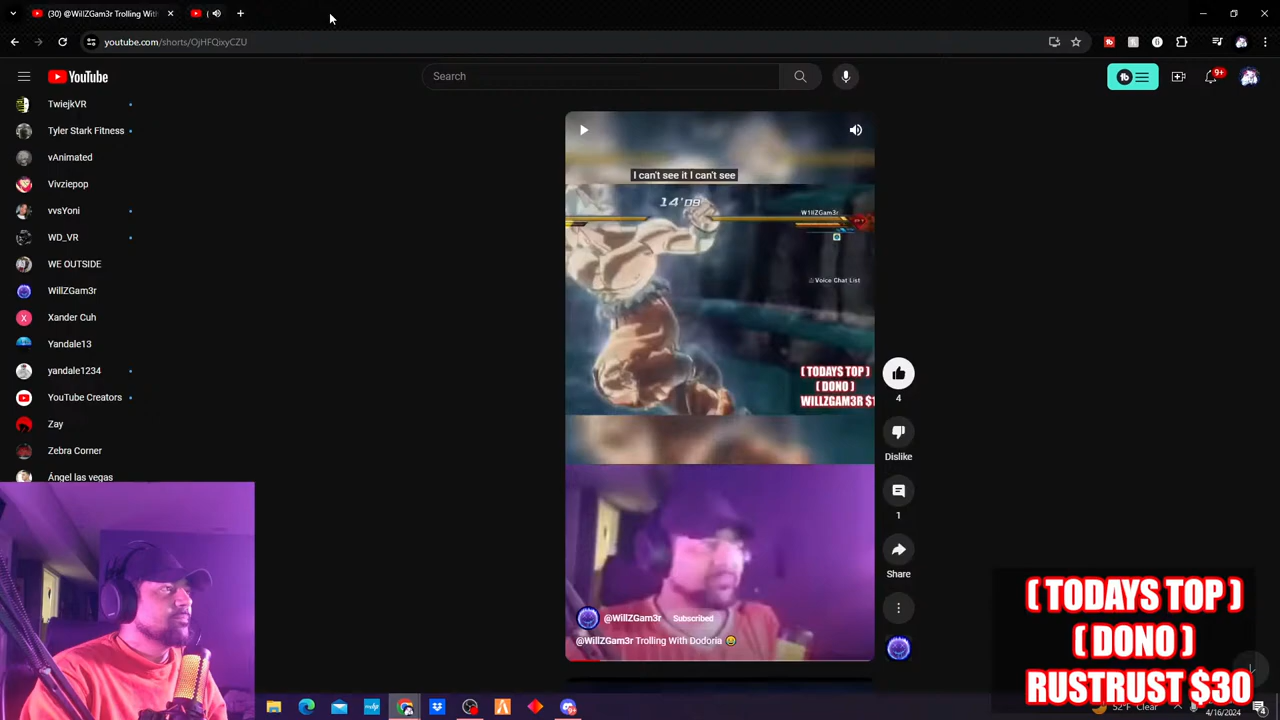 (30) @WillZGam3r Trolling With
(
youtube.com/shorts/OjHFQixyCZU
YouTube
Search
9+
TwiejkVR
Tyler Stark Fitness
vAnimated
Vivziepop
vvsYoni
WD_VR
WE OUTSIDE
WillZGam3r
Xander Cuh
Yandale13
yandale1234
YouTube Creators
Zay
Zebra Corner
Ángel las vegas
I can't see it I can't see
14'09
W1llZGam3r
Voice Chat List
( TODAYS TOP )
( DONO )
WILLZGAM3R $1
4
Dislike
1
Share
@WillZGam3r Subscribed
@WillZGam3r Trolling With Dodoria 😆
( TODAYS TOP )
( DONO )
RUSTRUST $30
52°F Clear
4/16/2024